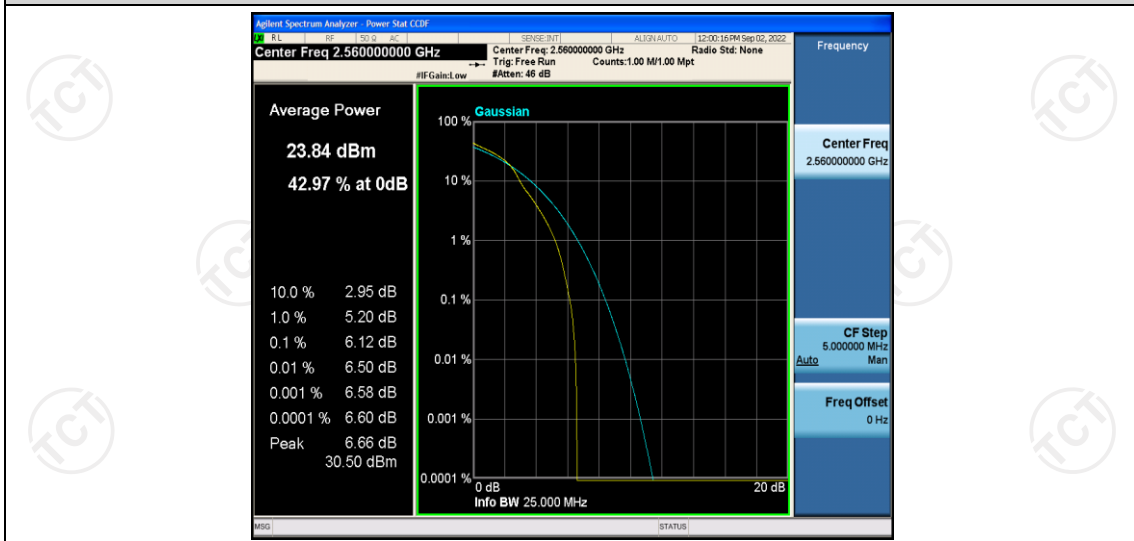 Agilent Spectrum Analyzer - Power Stat CCDF
LXI RL RF 50 Ω AC SENSE:INT ALIGN AUTO 12:00:16 PM Sep 02, 2022
Center Freq 2.560000000 GHz
Center Freq: 2.560000000 GHz Radio Std: None
Trig: Free Run Counts:1.00 M/1.00 Mpt
#IFGain:Low #Atten: 46 dB
Frequency
Average Power
23.84 dBm
42.97 % at 0dB
10.0 % 2.95 dB
1.0 % 5.20 dB
0.1 % 6.12 dB
0.01 % 6.50 dB
0.001 % 6.58 dB
0.0001 % 6.60 dB
Peak 6.66 dB
30.50 dBm
Gaussian
100 %
10 %
1 %
0.1 %
0.01 %
0.001 %
0.0001 %
0 dB 20 dB
Info BW 25.000 MHz
Center Freq
2.560000000 GHz
CF Step
5.000000 MHz
Auto Man
Freq Offset
0 Hz
MSG STATUS
TCT
TCT
TCT
TCT
TCT
TCT